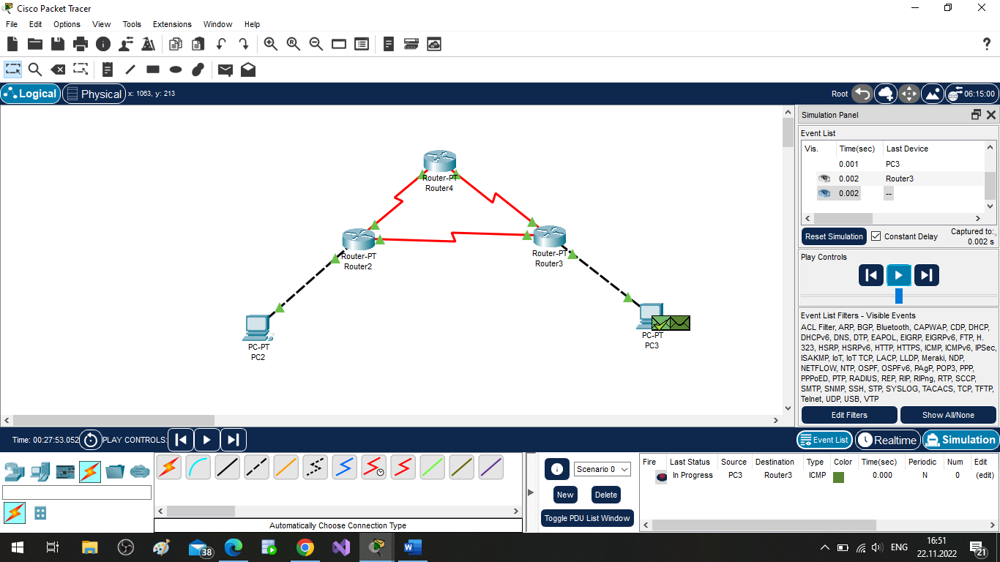 Cisco Packet Tracer
File Edit Options View Tools Extensions Window Help
Logical Physical x: 1063, y: 213 Root 06:15:00
Router-PT
Router4
Router-PT
Router2
Router-PT
Router3
PC-PT
PC2
PC-PT
PC3
Simulation Panel
Event List
Vis. Time(sec) Last Device
0.001 PC3
0.002 Router3
0.002 --
Reset Simulation Constant Delay Captured to:
0.002 s
Play Controls
Event List Filters - Visible Events
ACL Filter, ARP, BGP, Bluetooth, CAPWAP, CDP, DHCP,
DHCPv6, DNS, DTP, EAPOL, EIGRP, EIGRPv6, FTP, H.
323, HSRP, HSRPv6, HTTP, HTTPS, ICMP, ICMPv6, IPSec,
ISAKMP, IoT, IoT TCP, LACP, LLDP, Meraki, NDP,
NETFLOW, NTP, OSPF, OSPFv6, PAgP, POP3, PPP,
PPPoED, PTP, RADIUS, REP, RIP, RIPng, RTP, SCCP,
SMTP, SNMP, SSH, STP, SYSLOG, TACACS, TCP, TFTP,
Telnet, UDP, USB, VTP
Edit Filters Show All/None
Time: 00:27:53.052 PLAY CONTROLS: Event List Realtime Simulation
Automatically Choose Connection Type
Scenario 0
New Delete
Toggle PDU List Window
Fire Last Status Source Destination Type Color Time(sec) Periodic Num Edit
In Progress PC3 Router3 ICMP 0.000 N 0 (edit)
38
ENG
16:51
22.11.2022
21